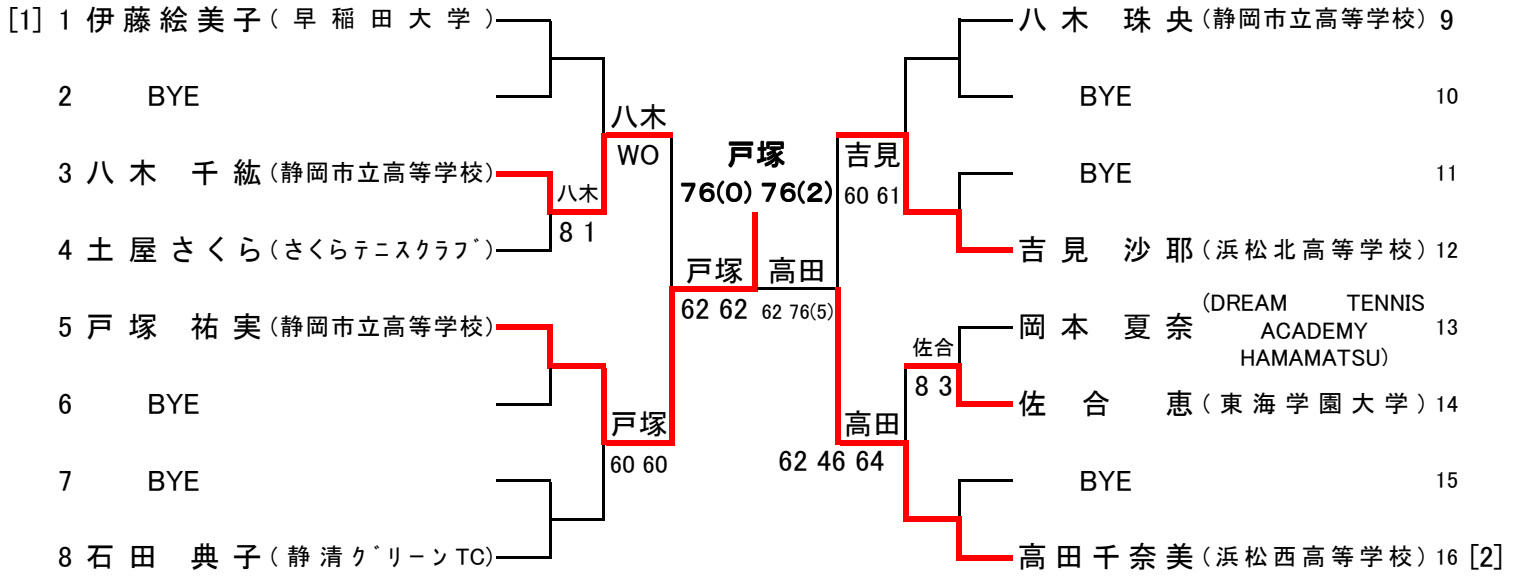 [1] 1 伊藤絵美子(早稲田大学)
2 BYE
3 八木 千紘(静岡市立高等学校)
4 土屋さくら(さくらテニスクラブ)
5 戸塚 祐実(静岡市立高等学校)
6 BYE
7 BYE
8 石田 典子(静清グリーンTC)
八木
8 1
八木
WO
戸塚
60 60
戸塚
62 62
戸塚
76(0) 76(2)
高田
62 76(5)
吉見
60 61
高田
62 46 64
佐合
8 3
八木 珠央(静岡市立高等学校) 9
BYE 10
BYE 11
吉見 沙耶(浜松北高等学校) 12
岡本 夏奈 (DREAM TENNIS
ACADEMY
HAMAMATSU) 13
佐合 恵(東海学園大学) 14
BYE 15
高田千奈美(浜松西高等学校) 16 [2]